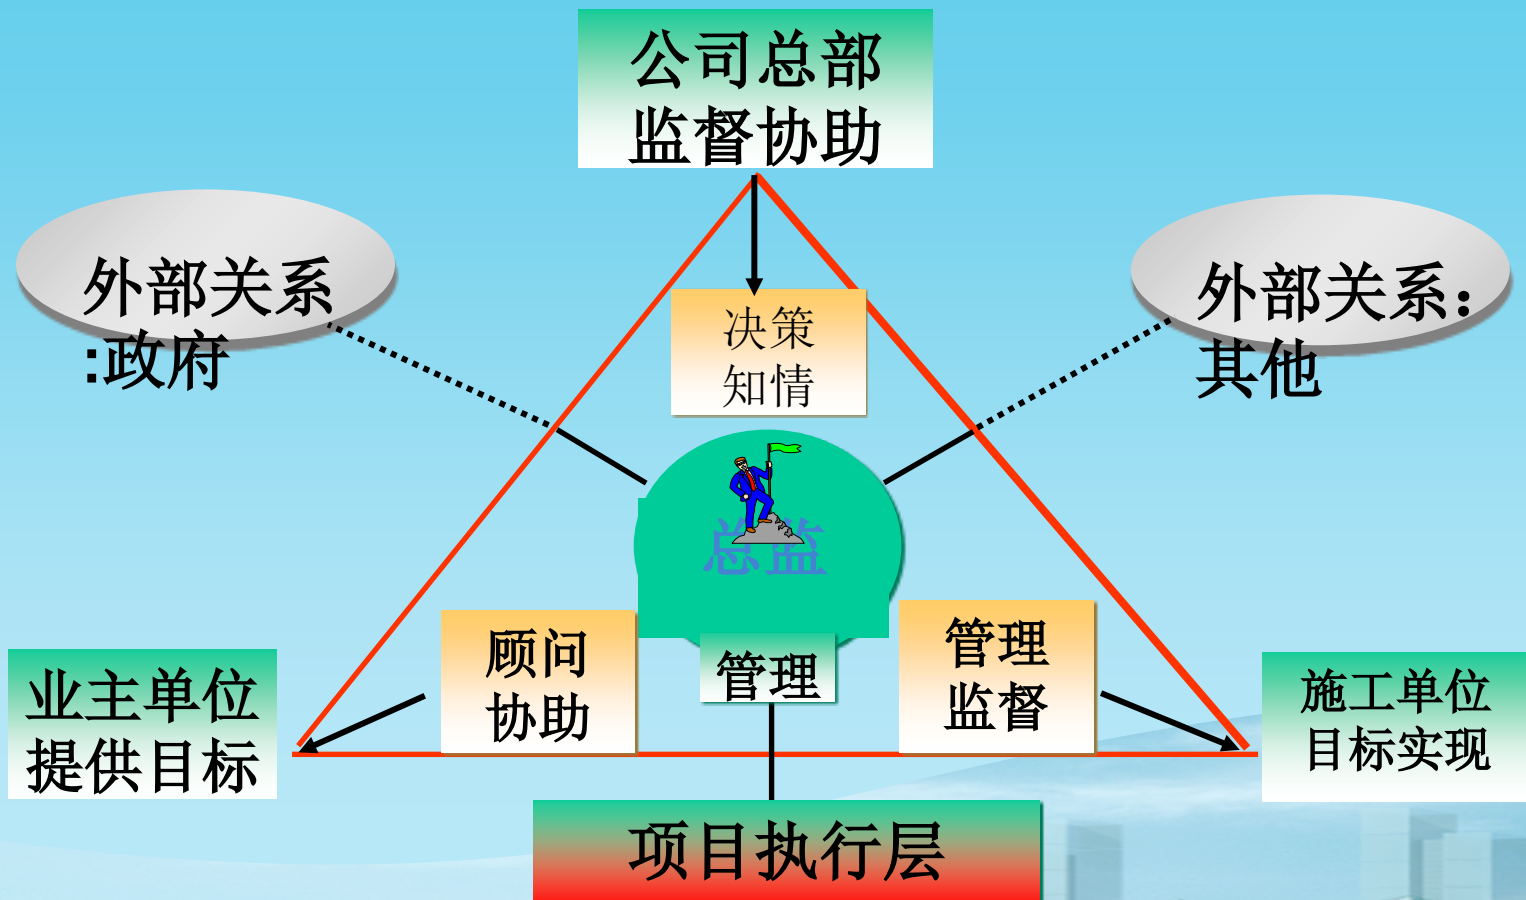 公司总部
监督协助
外部关系
:政府
外部关系：
其他
决策
知情
总监
顾问
协助
管理
管理
监督
业主单位
提供目标
施工单位
目标实现
项目执行层